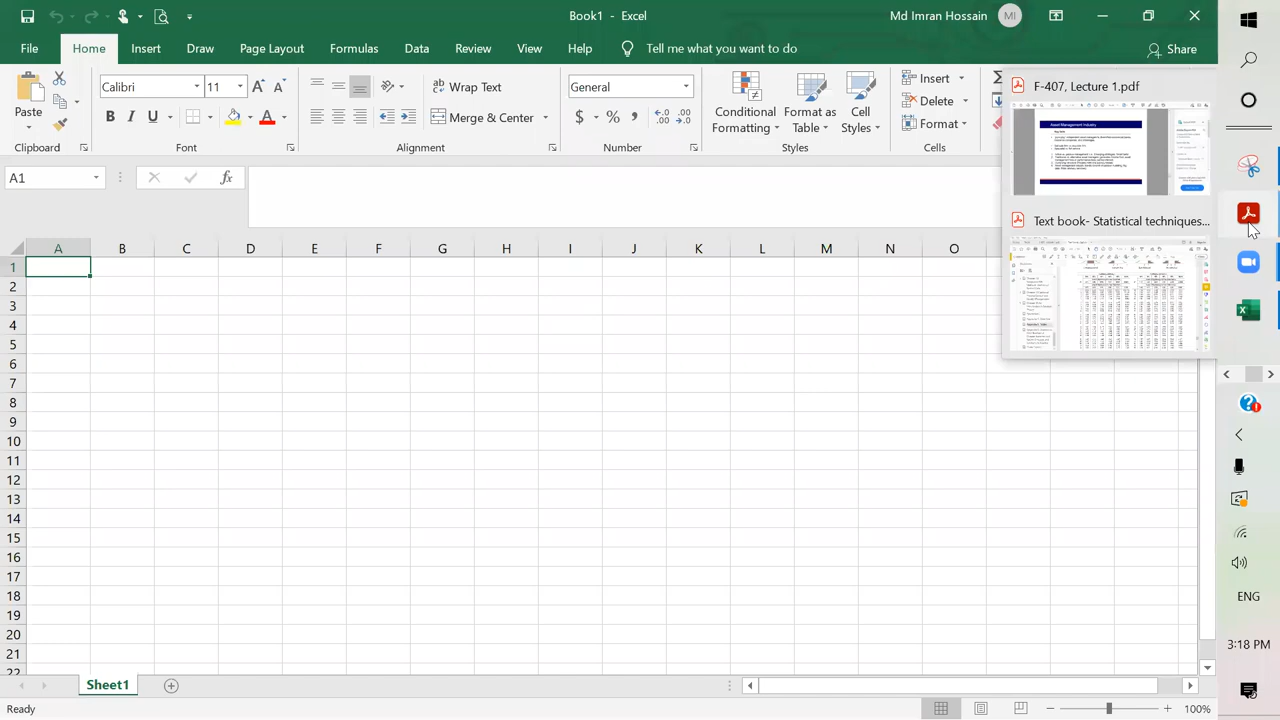 Book1 - Excel
Md Imran Hossain
MI
File
Home
Insert
Draw
Page Layout
Formulas
Data
Review
View
Help
Tell me what you want to do
Share
Paste
Clipboard
Calibri
11
B
I
U
A
Font
Wrap Text
Merge & Center
Alignment
General
$ %
Number
Conditional Formatting
Format as Table
Cell Styles
Insert
Delete
Format
Cells
F-407, Lecture 1.pdf
Asset Management Industry
Text book- Statistical techniques...
A1
fx
A B C D E F G H I J K L M N O
1
2
3
4
5
6
7
8
9
10
11
12
13
14
15
16
17
18
19
20
21
22
Sheet1
Ready
100%
ENG
3:18 PM